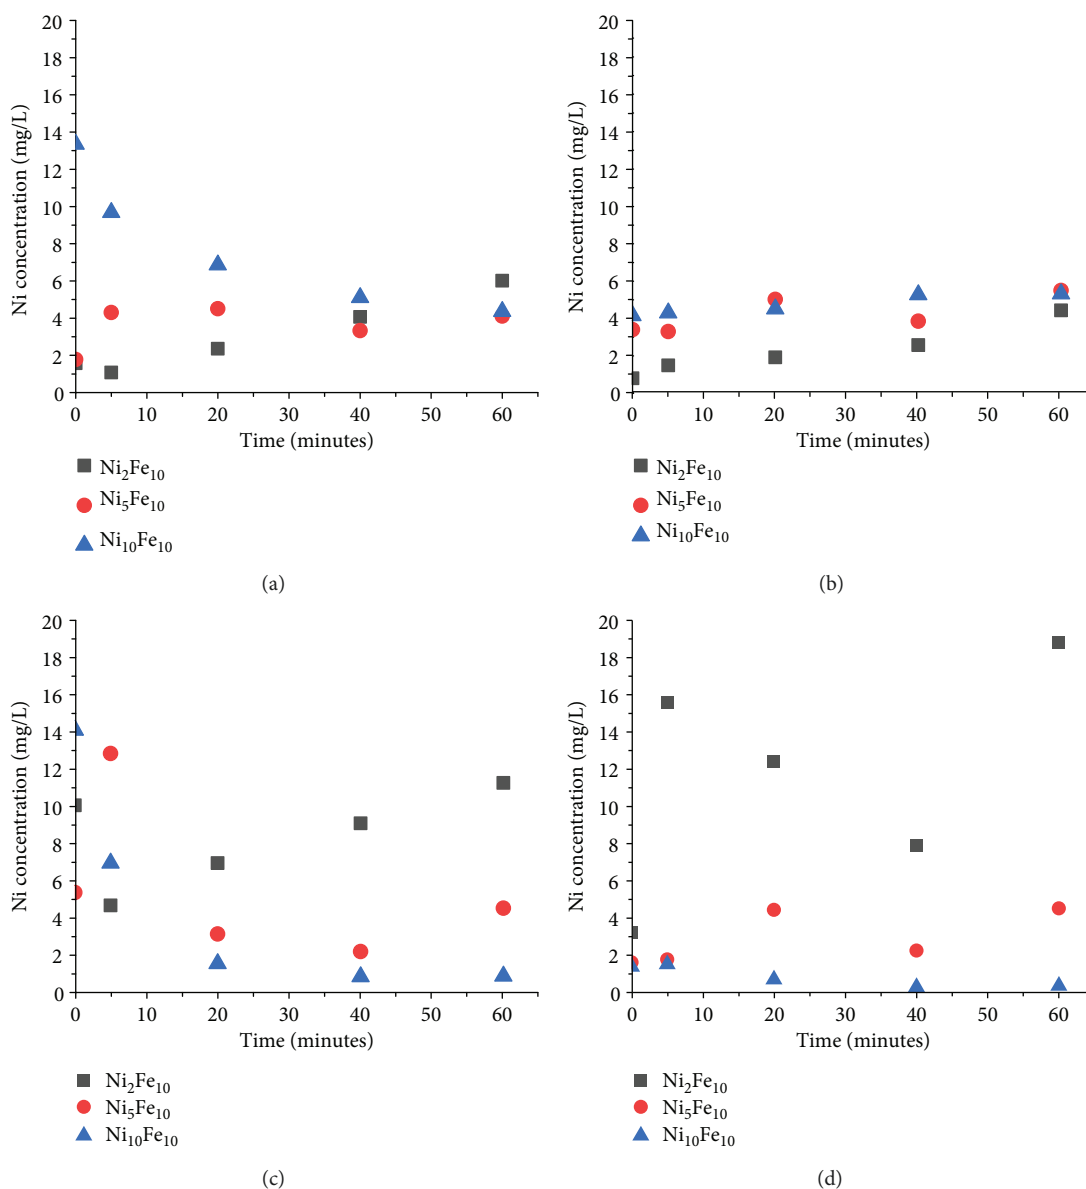 20
18
16
14
12
10
8
6
4
2
0
Ni concentration (mg/L)
0 10 20 30 40 50 60
Time (minutes)
Ni₂Fe₁₀
Ni₅Fe₁₀
Ni₁₀Fe₁₀
(a)
20
18
16
14
12
10
8
6
4
2
0
Ni concentration (mg/L)
0 10 20 30 40 50 60
Time (minutes)
Ni₂Fe₁₀
Ni₅Fe₁₀
Ni₁₀Fe₁₀
(b)
20
18
16
14
12
10
8
6
4
2
0
Ni concentration (mg/L)
0 10 20 30 40 50 60
Time (minutes)
Ni₂Fe₁₀
Ni₅Fe₁₀
Ni₁₀Fe₁₀
(c)
20
18
16
14
12
10
8
6
4
2
0
Ni concentration (mg/L)
0 10 20 30 40 50 60
Time (minutes)
Ni₂Fe₁₀
Ni₅Fe₁₀
Ni₁₀Fe₁₀
(d)